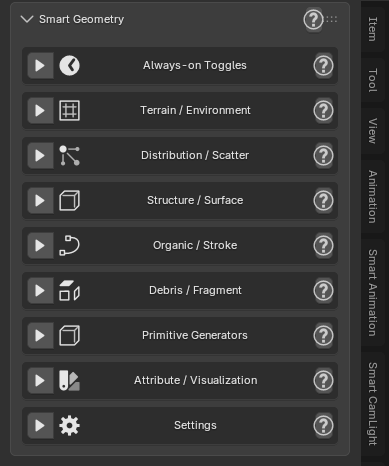 Smart Geometry
Always-on Toggles
Terrain / Environment
Distribution / Scatter
Structure / Surface
Organic / Stroke
Debris / Fragment
Primitive Generators
Attribute / Visualization
Settings
Item
Tool
View
Animation
Smart Animation
Smart CamLight